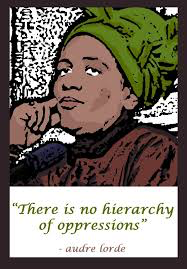 “There is no hierarchy
of oppressions”
- audre lorde